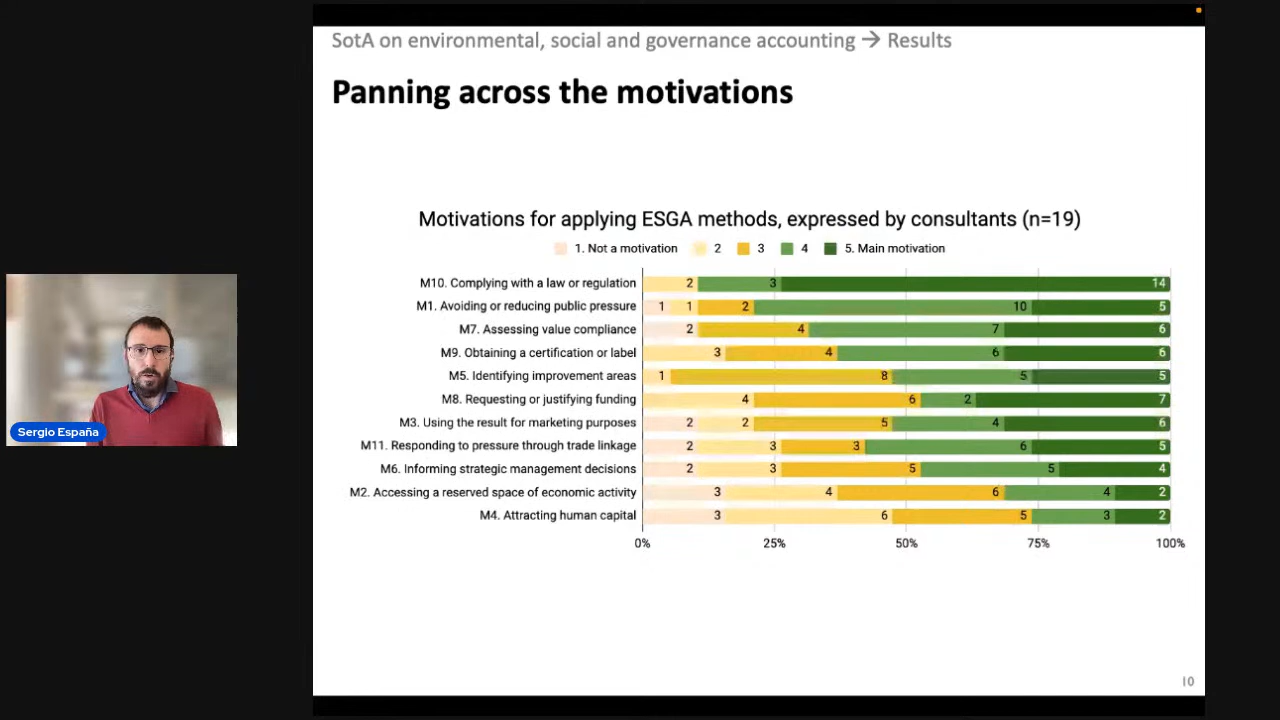 SotA on environmental, social and governance accounting → Results
Panning across the motivations
Motivations for applying ESGA methods, expressed by consultants (n=19)
1. Not a motivation 2 3 4 5. Main motivation
M10. Complying with a law or regulation 2 3 14
M1. Avoiding or reducing public pressure 1 1 2 10 5
M7. Assessing value compliance 2 4 7 6
M9. Obtaining a certification or label 3 4 6 6
M5. Identifying improvement areas 1 8 5 5
M8. Requesting or justifying funding 4 6 2 7
M3. Using the result for marketing purposes 2 2 5 4 6
M11. Responding to pressure through trade linkage 2 3 3 6 5
M6. Informing strategic management decisions 2 3 5 5 4
M2. Accessing a reserved space of economic activity 3 4 6 4 2
M4. Attracting human capital 3 6 5 3 2
0% 25% 50% 75% 100%
Sergio España
10